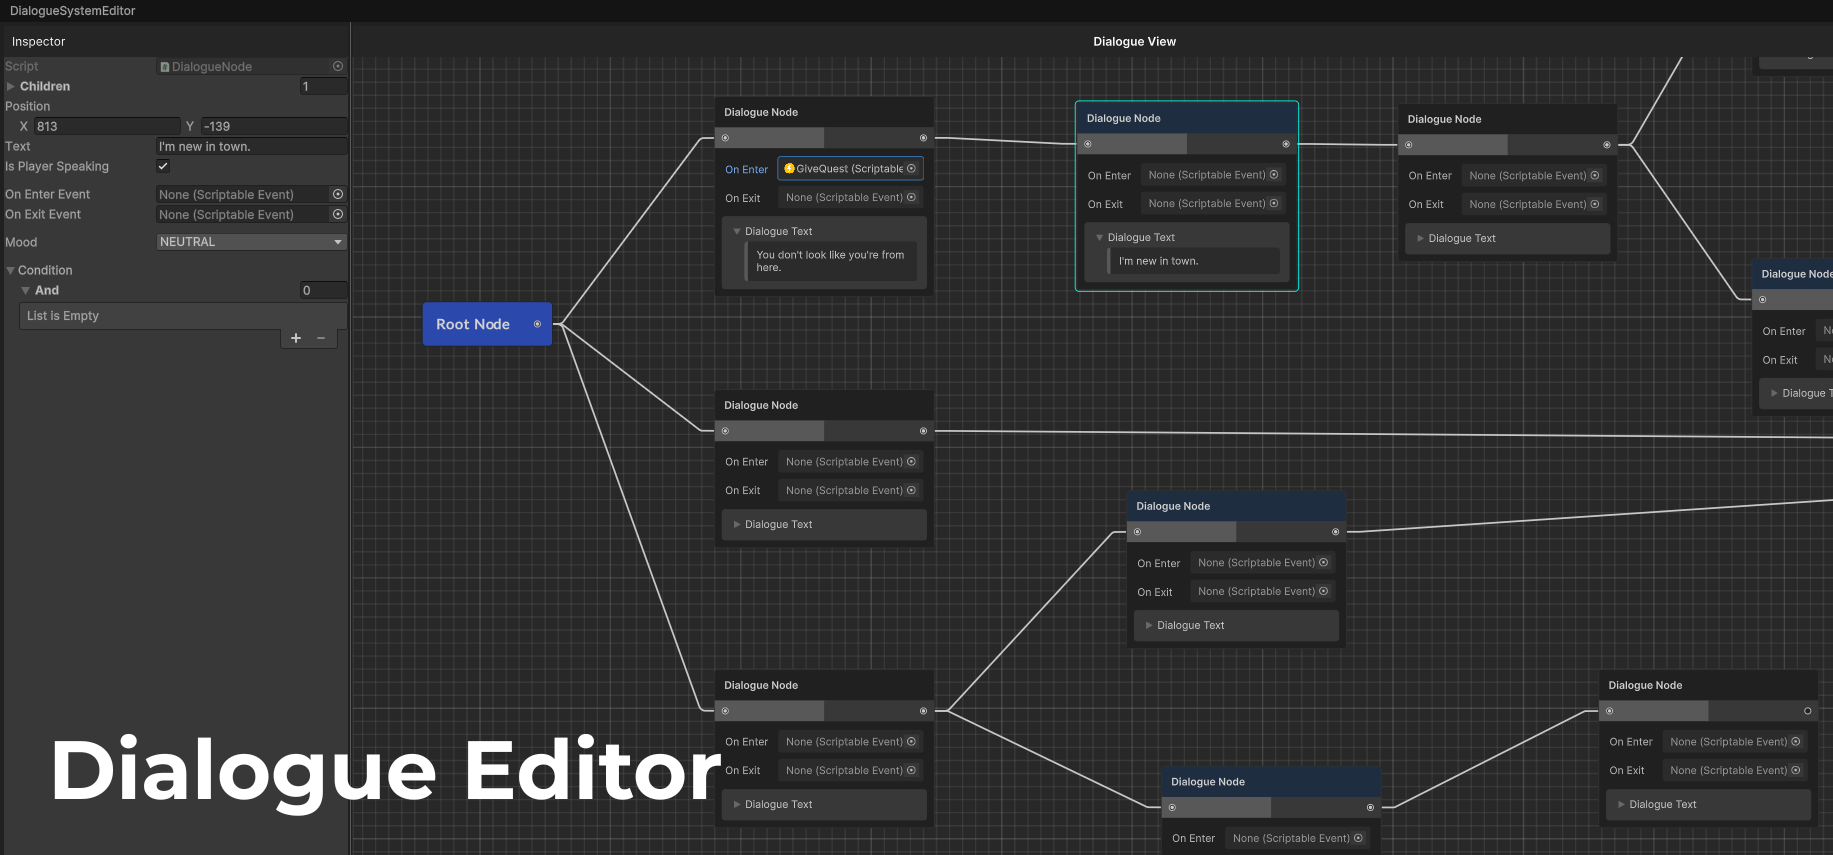 DialogueSystemEditor
Inspector
Script
DialogueNode
Children
1
Position
X 813 Y -139
Text
I'm new in town.
Is Player Speaking
On Enter Event
None (Scriptable Event)
On Exit Event
None (Scriptable Event)
Mood
NEUTRAL
Condition
And
0
List is Empty
+ −
Dialogue View
Root Node
Dialogue Node
On Enter
GiveQuest (Scriptable
On Exit
None (Scriptable Event)
Dialogue Text
You don't look like you're from
here.
Dialogue Node
On Enter
None (Scriptable Event)
On Exit
None (Scriptable Event)
Dialogue Text
I'm new in town.
Dialogue Node
On Enter
None (Scriptable Event)
On Exit
None (Scriptable Event)
Dialogue Text
Dialogue Node
On Enter
On Exit
Dialogue T
Dialogue Node
On Enter
None (Scriptable Event)
On Exit
None (Scriptable Event)
Dialogue Text
Dialogue Node
On Enter
None (Scriptable Event)
On Exit
None (Scriptable Event)
Dialogue Text
Dialogue Node
On Enter
None (Scriptable Event)
On Exit
None (Scriptable Event)
Dialogue Text
Dialogue Node
On Enter
None (Scriptable Event)
Dialogue Node
On Enter
None (Scriptable Event)
On Exit
None (Scriptable Event)
Dialogue Text
Dialogue Editor